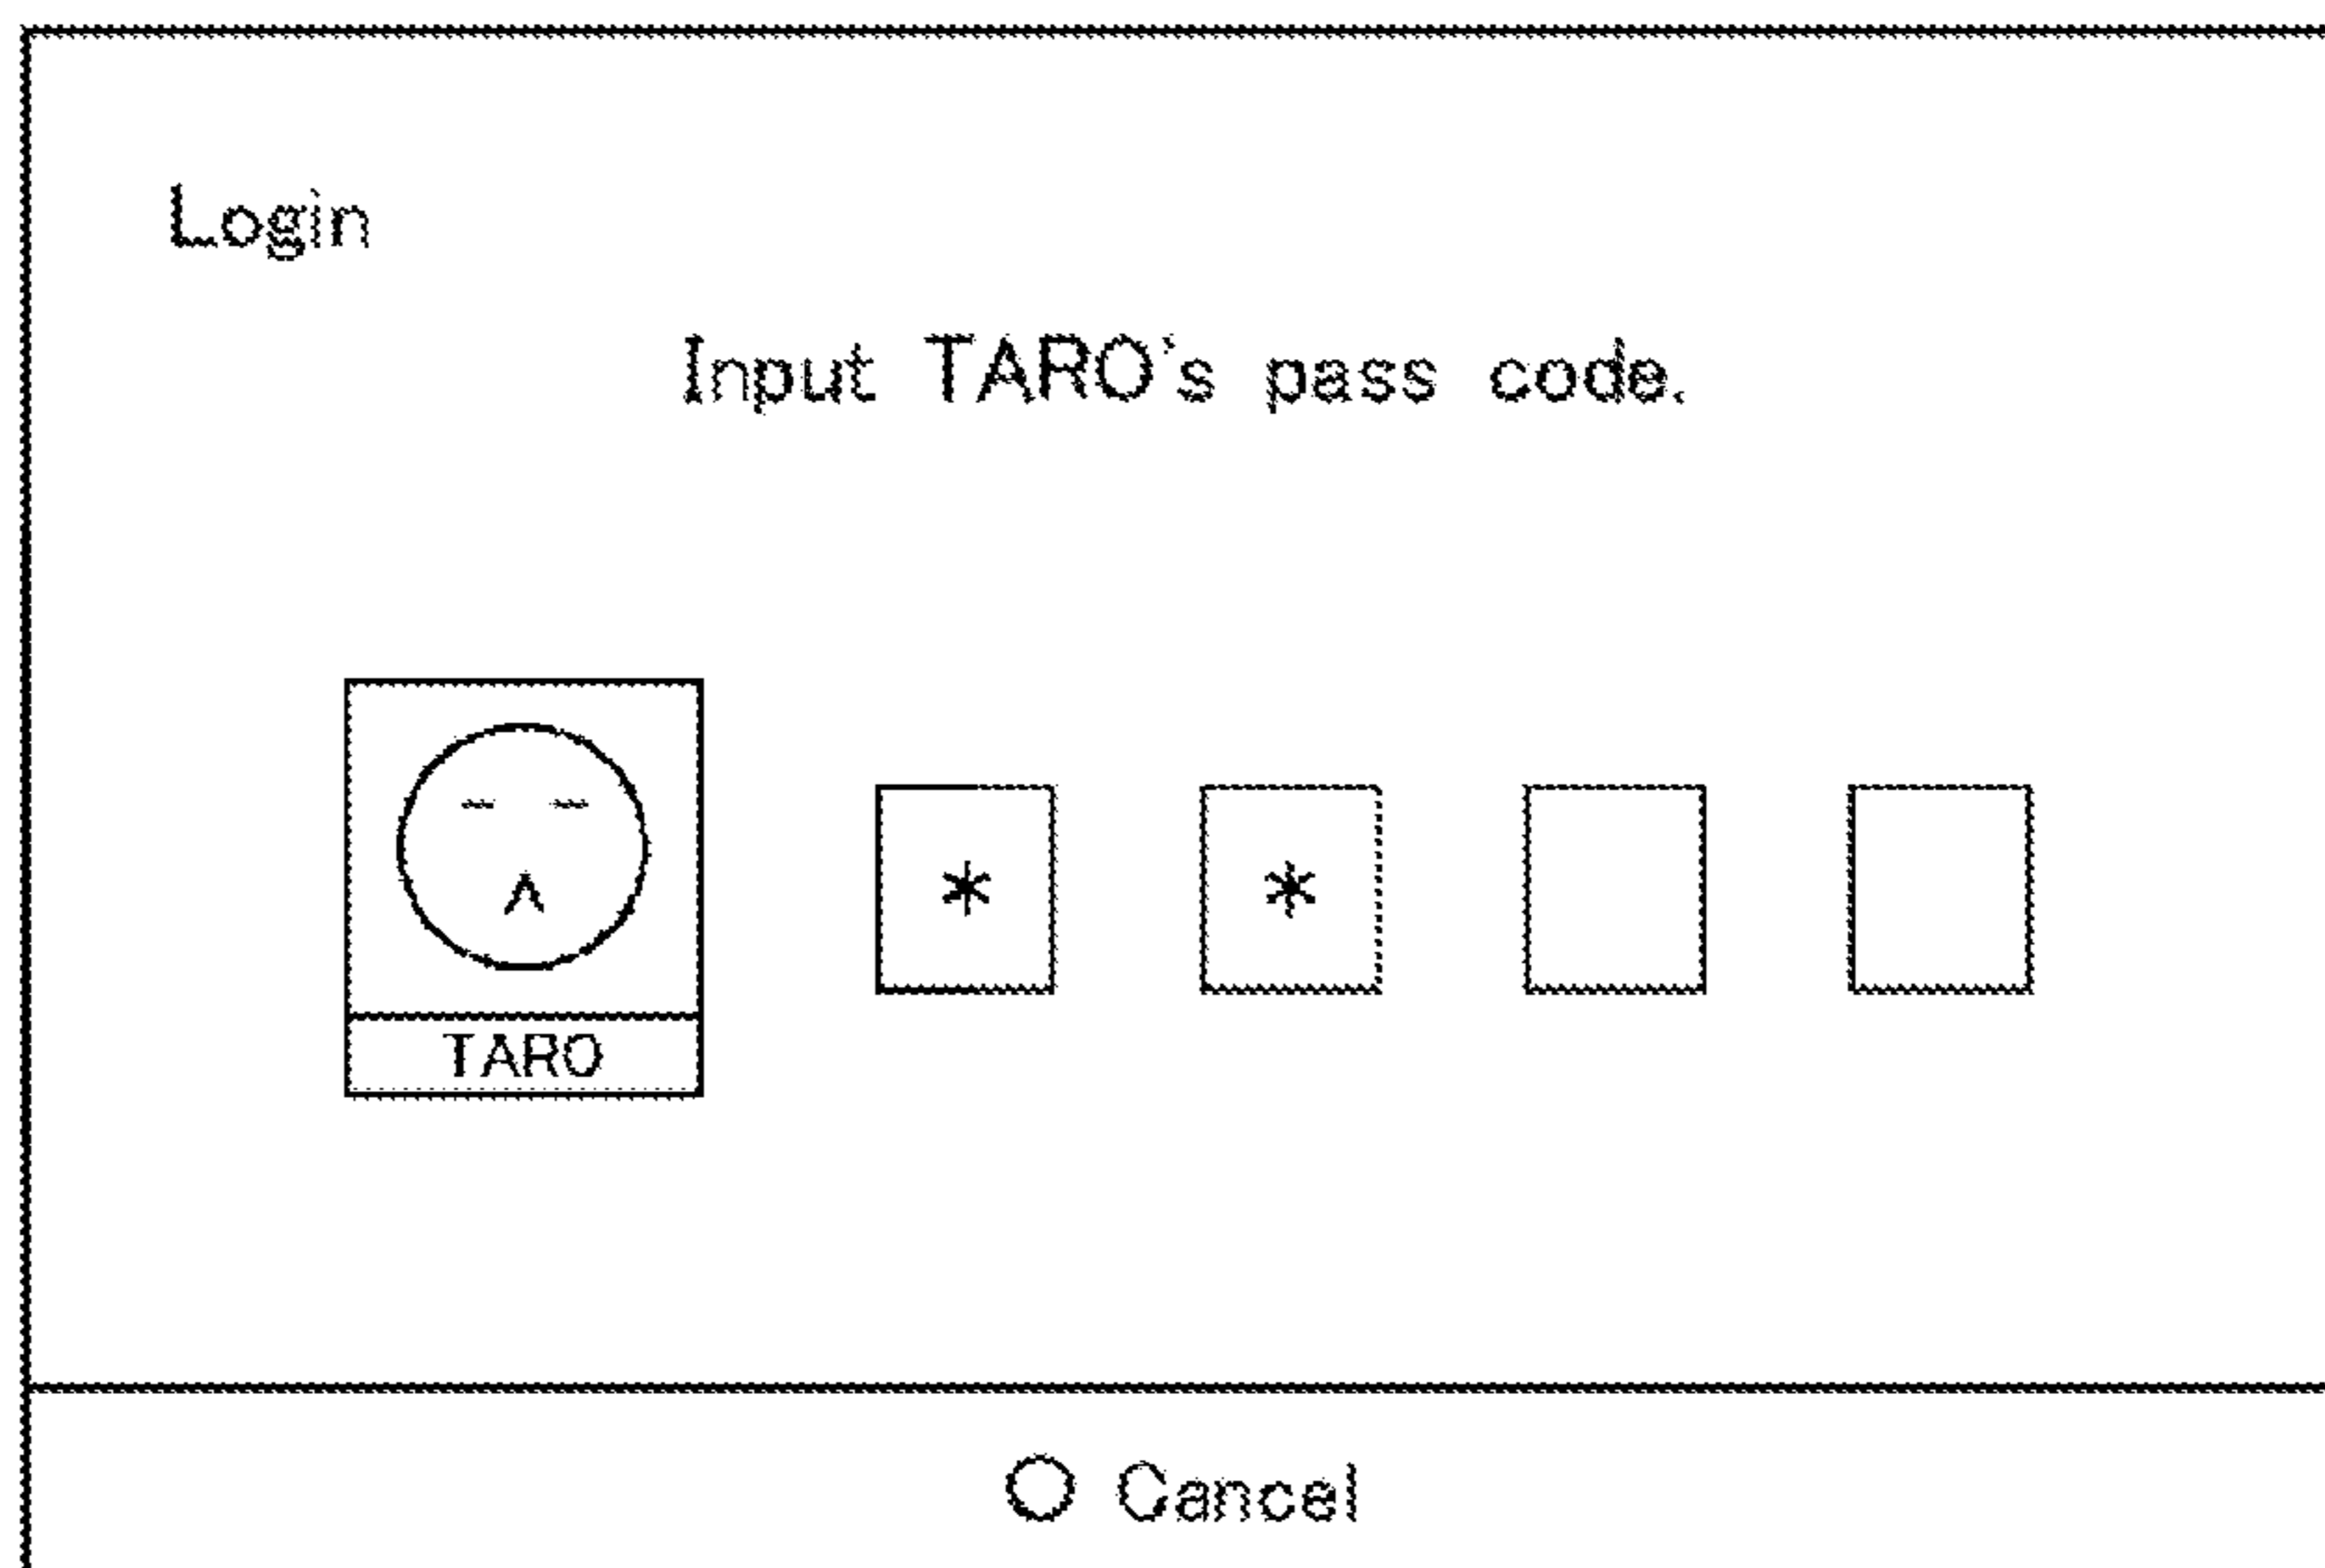 Login
Input TARO's pass code.
* *
TARO
Cancel